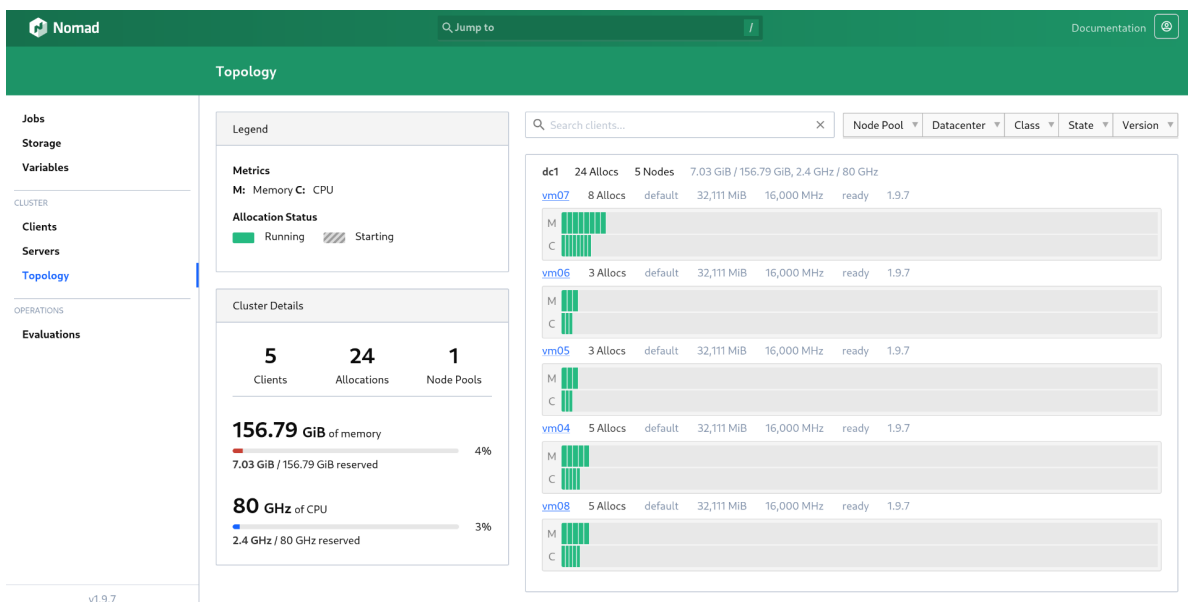 Nomad
Jump to
/
Documentation
Topology
Jobs
Storage
Variables
CLUSTER
Clients
Servers
Topology
OPERATIONS
Evaluations
v1.9.7
Legend
Metrics
M: Memory C: CPU
Allocation Status
Running Starting
Cluster Details
5 24 1
Clients Allocations Node Pools
156.79 GiB of memory
4%
7.03 GiB / 156.79 GiB reserved
80 GHz of CPU
3%
2.4 GHz / 80 GHz reserved
Search clients...
Node Pool Datacenter Class State Version
dc1 24 Allocs 5 Nodes 7.03 GiB / 156.79 GiB, 2.4 GHz / 80 GHz
vm07 8 Allocs default 32,111 MiB 16,000 MHz ready 1.9.7
M
C
vm06 3 Allocs default 32,111 MiB 16,000 MHz ready 1.9.7
M
C
vm05 3 Allocs default 32,111 MiB 16,000 MHz ready 1.9.7
M
C
vm04 5 Allocs default 32,111 MiB 16,000 MHz ready 1.9.7
M
C
vm08 5 Allocs default 32,111 MiB 16,000 MHz ready 1.9.7
M
C